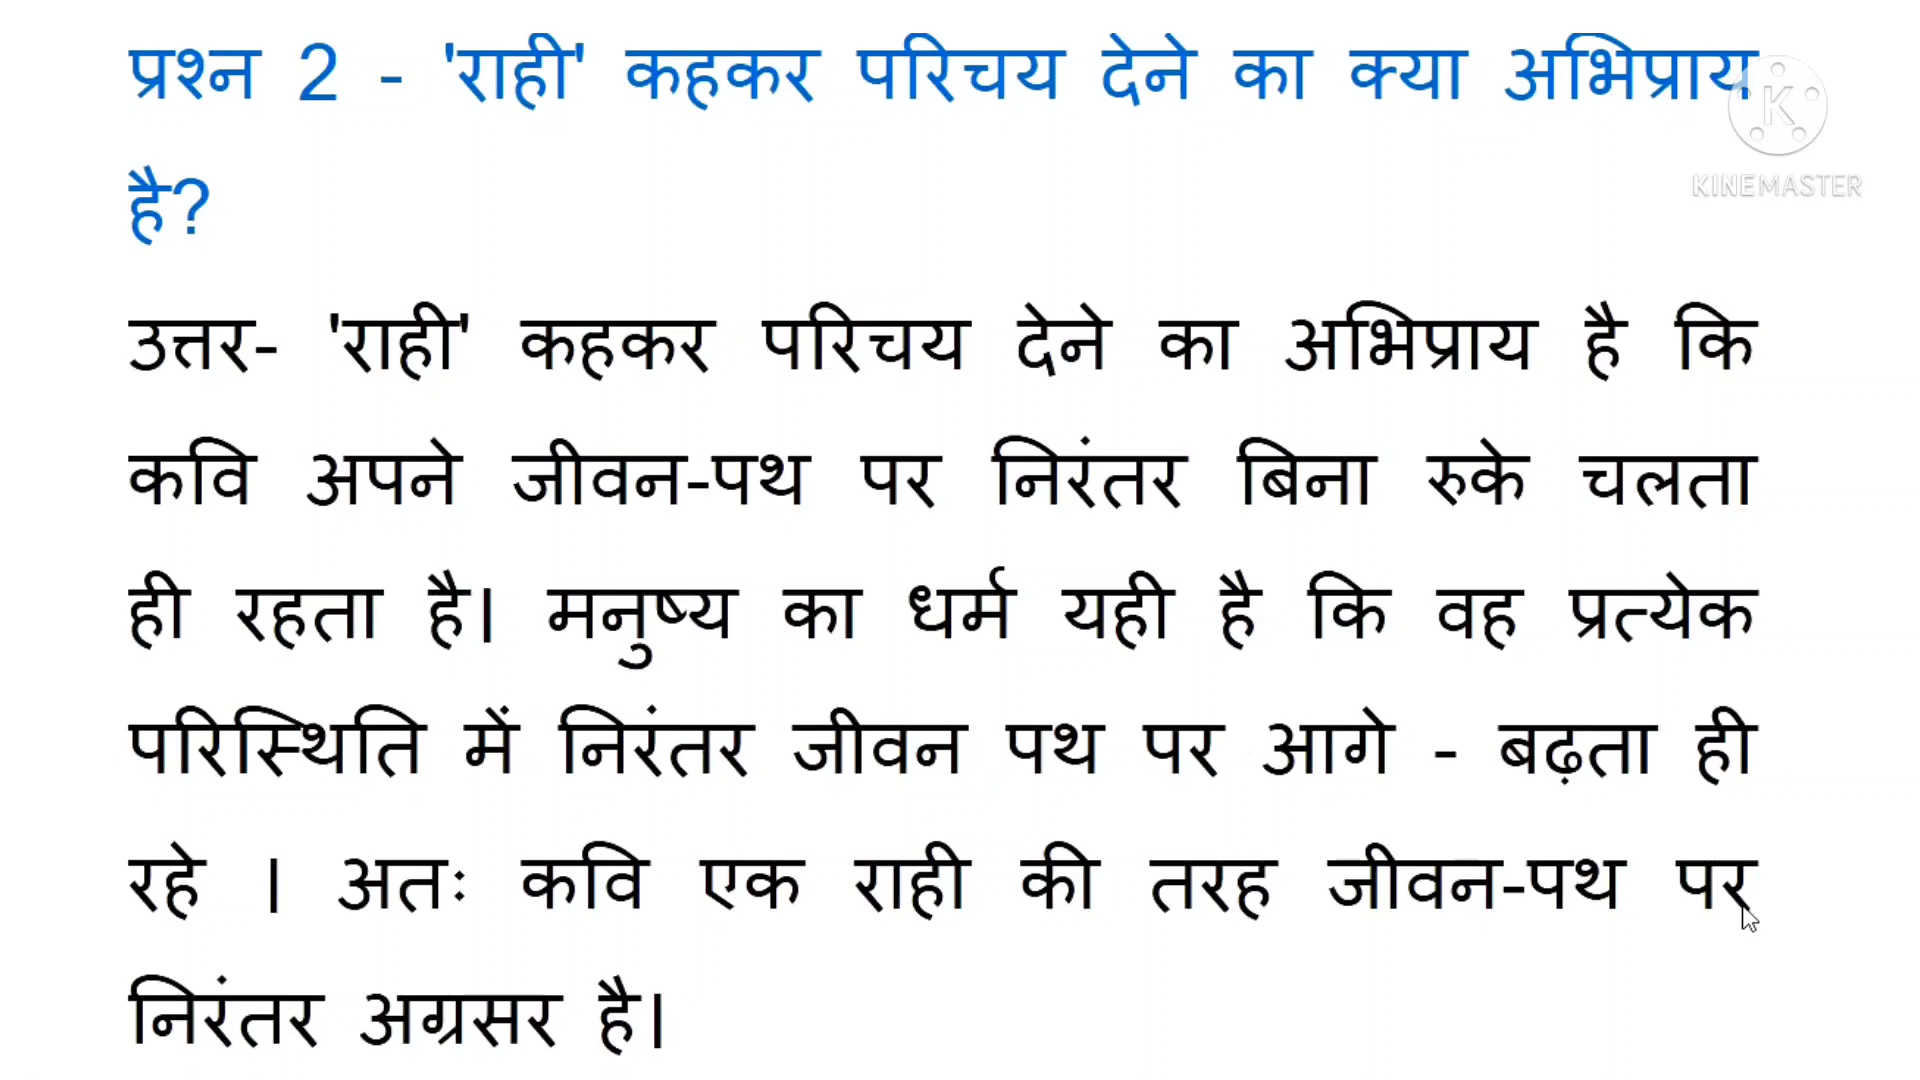 प्रश्न 2 - 'राही' कहकर परिचय देने का क्या अभिप्राय
है?
KINEMASTER
उत्तर- 'राही' कहकर परिचय देने का अभिप्राय है कि
कवि अपने जीवन-पथ पर निरंतर बिना रुके चलता
ही रहता है। मनुष्य का धर्म यही है कि वह प्रत्येक
परिस्थिति में निरंतर जीवन पथ पर आगे - बढ़ता ही
रहे । अतः कवि एक राही की तरह जीवन-पथ पर
निरंतर अग्रसर है।